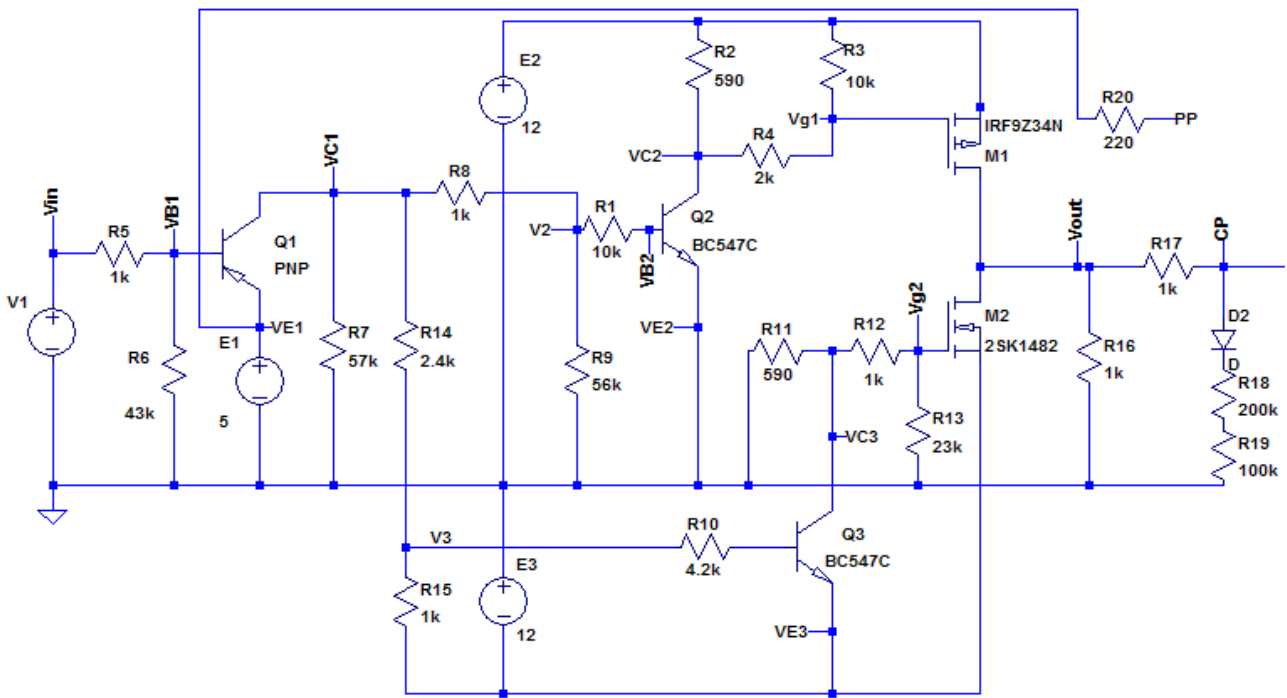 E2
12
R2
590
R3
10k
R20
220
PP
IRF9Z34N
M1
Vg1
R4
2k
VC2
VC1
R8
1k
Vin
R5
1k
VB1
Q1
PNP
V2
R1
10k
VB2
Q2
BC547C
Vout
R17
1k
CP
V1
VE1
E1
5
R6
43k
R7
57k
R14
2.4k
R9
56k
VE2
R11
590
R12
1k
Vg2
M2
2SK1482
R16
1k
D2
D
R18
200k
R19
100k
R13
23k
VC3
V3
R10
4.2k
Q3
BC547C
R15
1k
E3
12
VE3